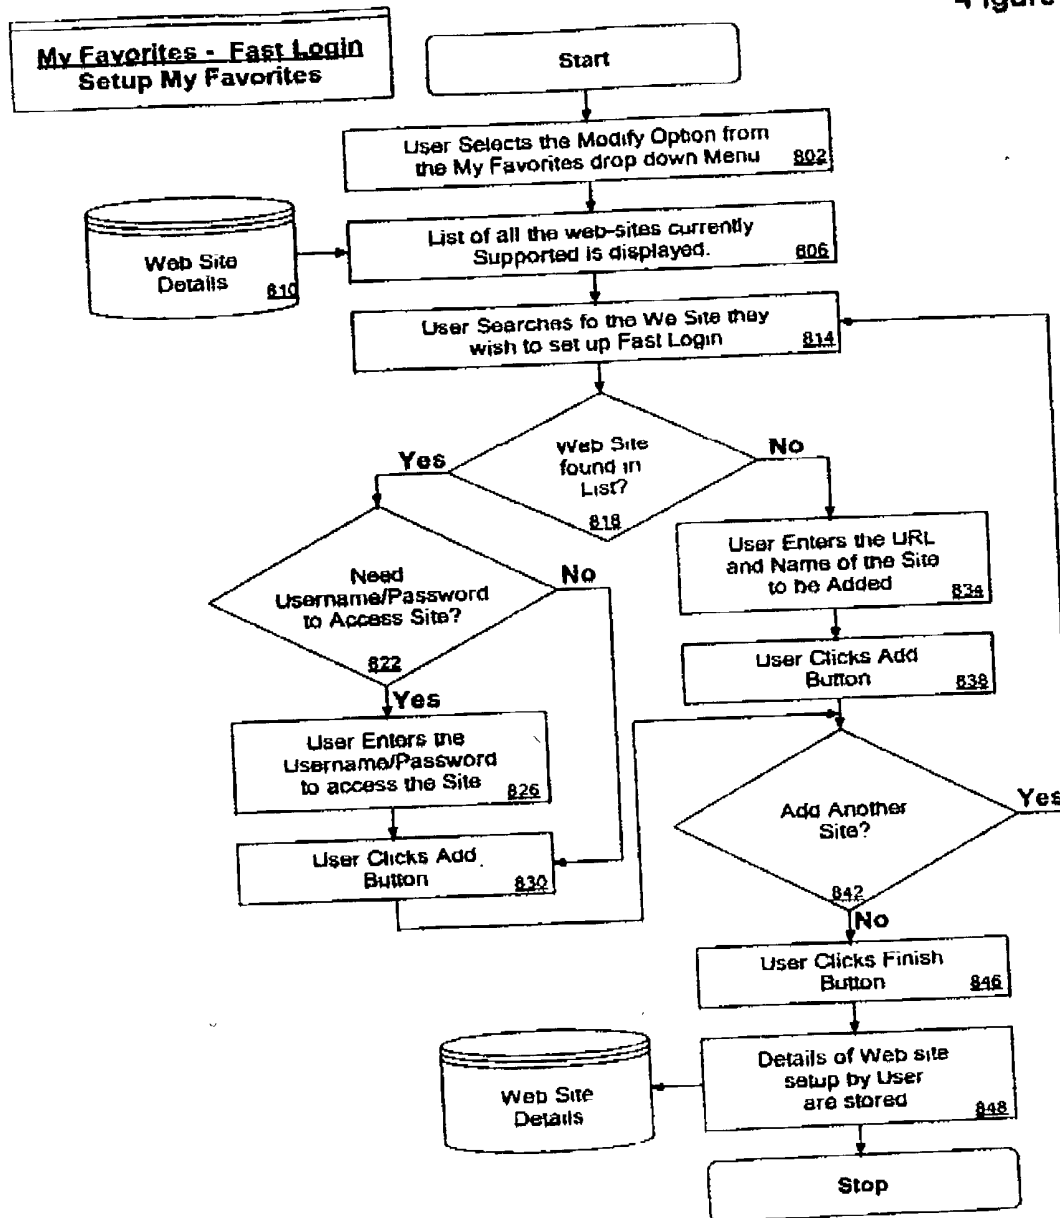 Figure
My Favorites - Fast Login
Setup My Favorites
Start
User Selects the Modify Option from
the My Favorites drop down Menu 802
List of all the web-sites currently
Supported is displayed. 806
Web Site
Details 810
User Searches fo the We Site they
wish to set up Fast Login 814
Web Site
found in
List?
818
Yes
No
Need
Username/Password
to Access Site?
822
No
Yes
User Enters the URL
and Name of the Site
to be Added 834
User Clicks Add
Button 838
User Enters the
Username/Password
to access the Site 826
User Clicks Add
Button 830
Add Another
Site?
842
Yes
No
User Clicks Finish
Button 846
Details of Web site
setup by User
are stored 848
Web Site
Details
Stop